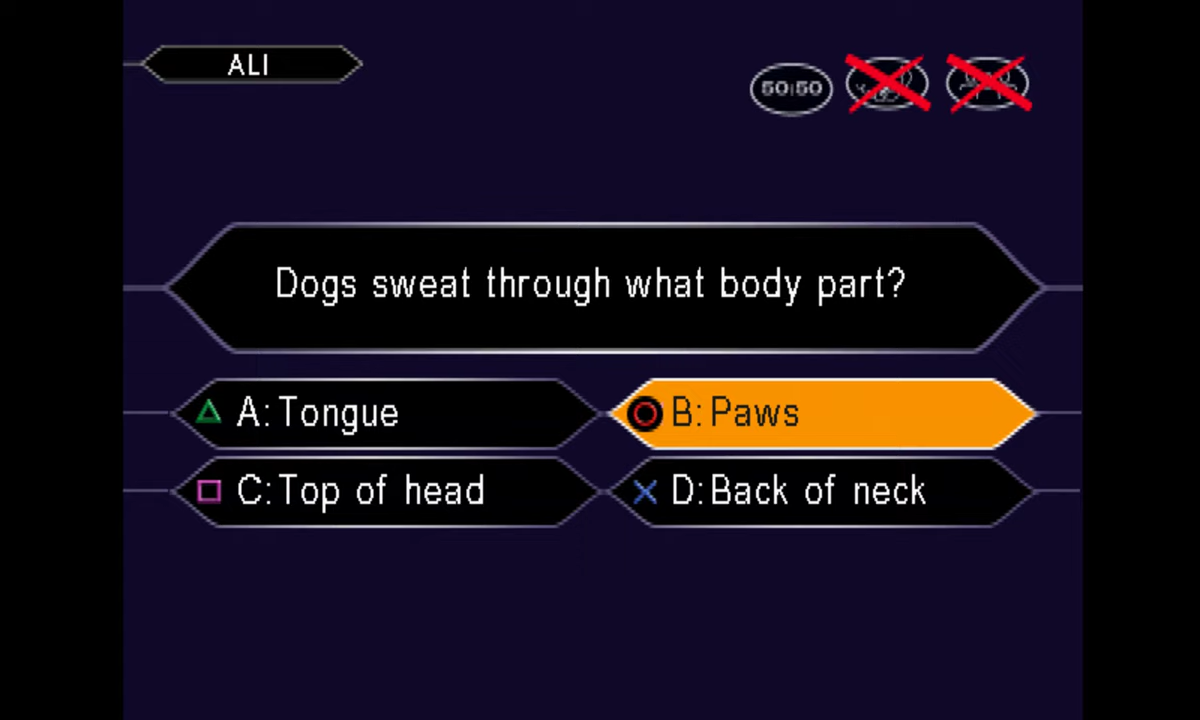 ALI
50:50
Dogs sweat through what body part?
A: Tongue
B: Paws
C: Top of head
D: Back of neck